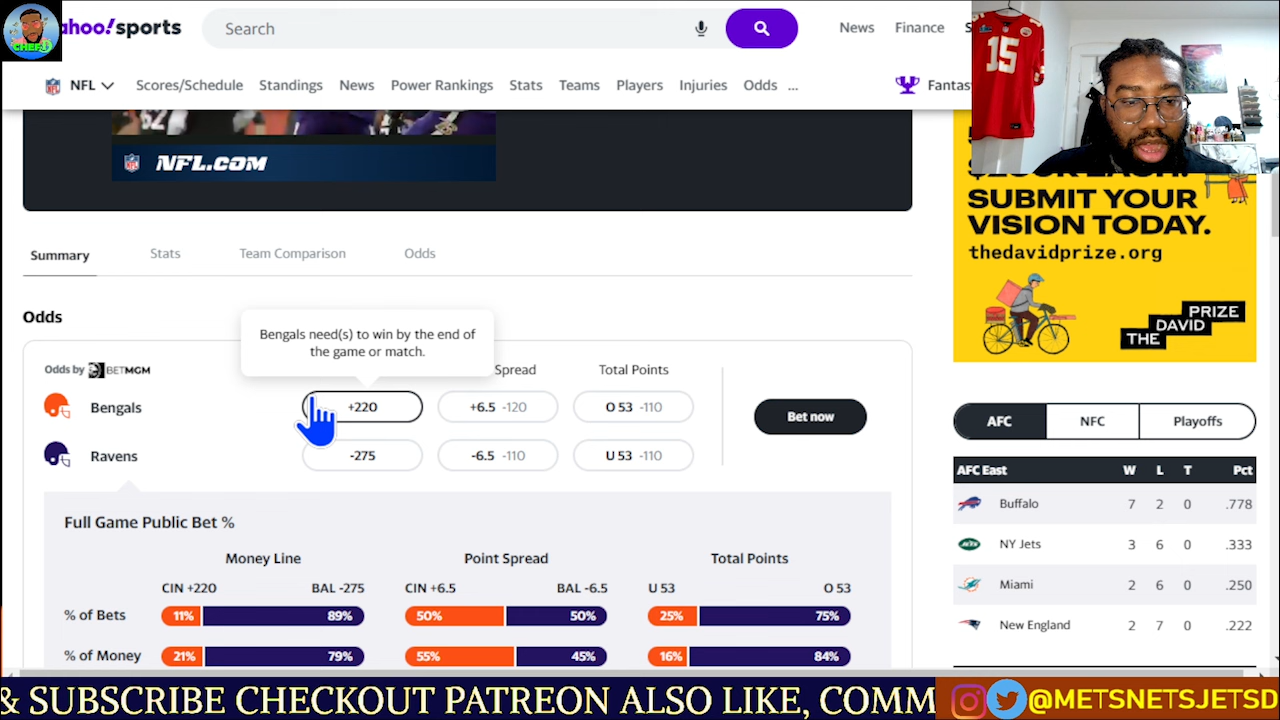 CHEF
ahoo!sports
Search
News
Finance
S
NFL
Scores/Schedule
Standings
News
Power Rankings
Stats
Teams
Players
Injuries
Odds
...
Fantas
15
NFL.COM
SUBMIT YOUR
VISION TODAY.
thedavidprize.org
THE
DAVID
PRIZE
Summary
Stats
Team Comparison
Odds
Odds
Bengals need(s) to win by the end of
the game or match.
Odds by BETMGM
Spread
Total Points
Bengals
+220
+6.5 -120
O 53 -110
Bet now
Ravens
-275
-6.5 -110
U 53 -110
Full Game Public Bet %
Money Line
Point Spread
Total Points
CIN +220
BAL -275
CIN +6.5
BAL -6.5
U 53
O 53
% of Bets
11%
89%
50%
50%
25%
75%
% of Money
21%
79%
55%
45%
16%
84%
AFC
NFC
Playoffs
AFC East W L T Pct
Buffalo 7 2 0 .778
NY Jets 3 6 0 .333
Miami 2 6 0 .250
New England 2 7 0 .222
& SUBSCRIBE CHECKOUT PATREON ALSO LIKE, COMM
@METSNETSJETSD